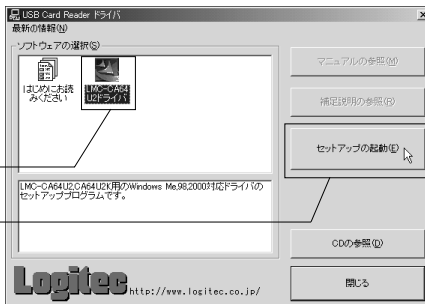 USB Card Reader ドライバ
最新の情報(N)
ソフトウェアの選択(S)
はじめにお読
みください
LMC-CA64
U2ドライバ
マニュアルの参照(M)
補足説明の参照(R)
セットアップの起動(E)
LMC-CA64U2,CA64U2K用のWindows Me,98,2000対応ドライバの
セットアッププログラムです。
CDの参照(D)
Logitec
http://www.logitec.co.jp/
閉じる